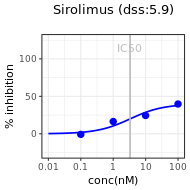 Sirolimus (dss:5.9)
IC50
% inhibition
100
50
0
0.01 0.1 1 10 100
conc(nM)